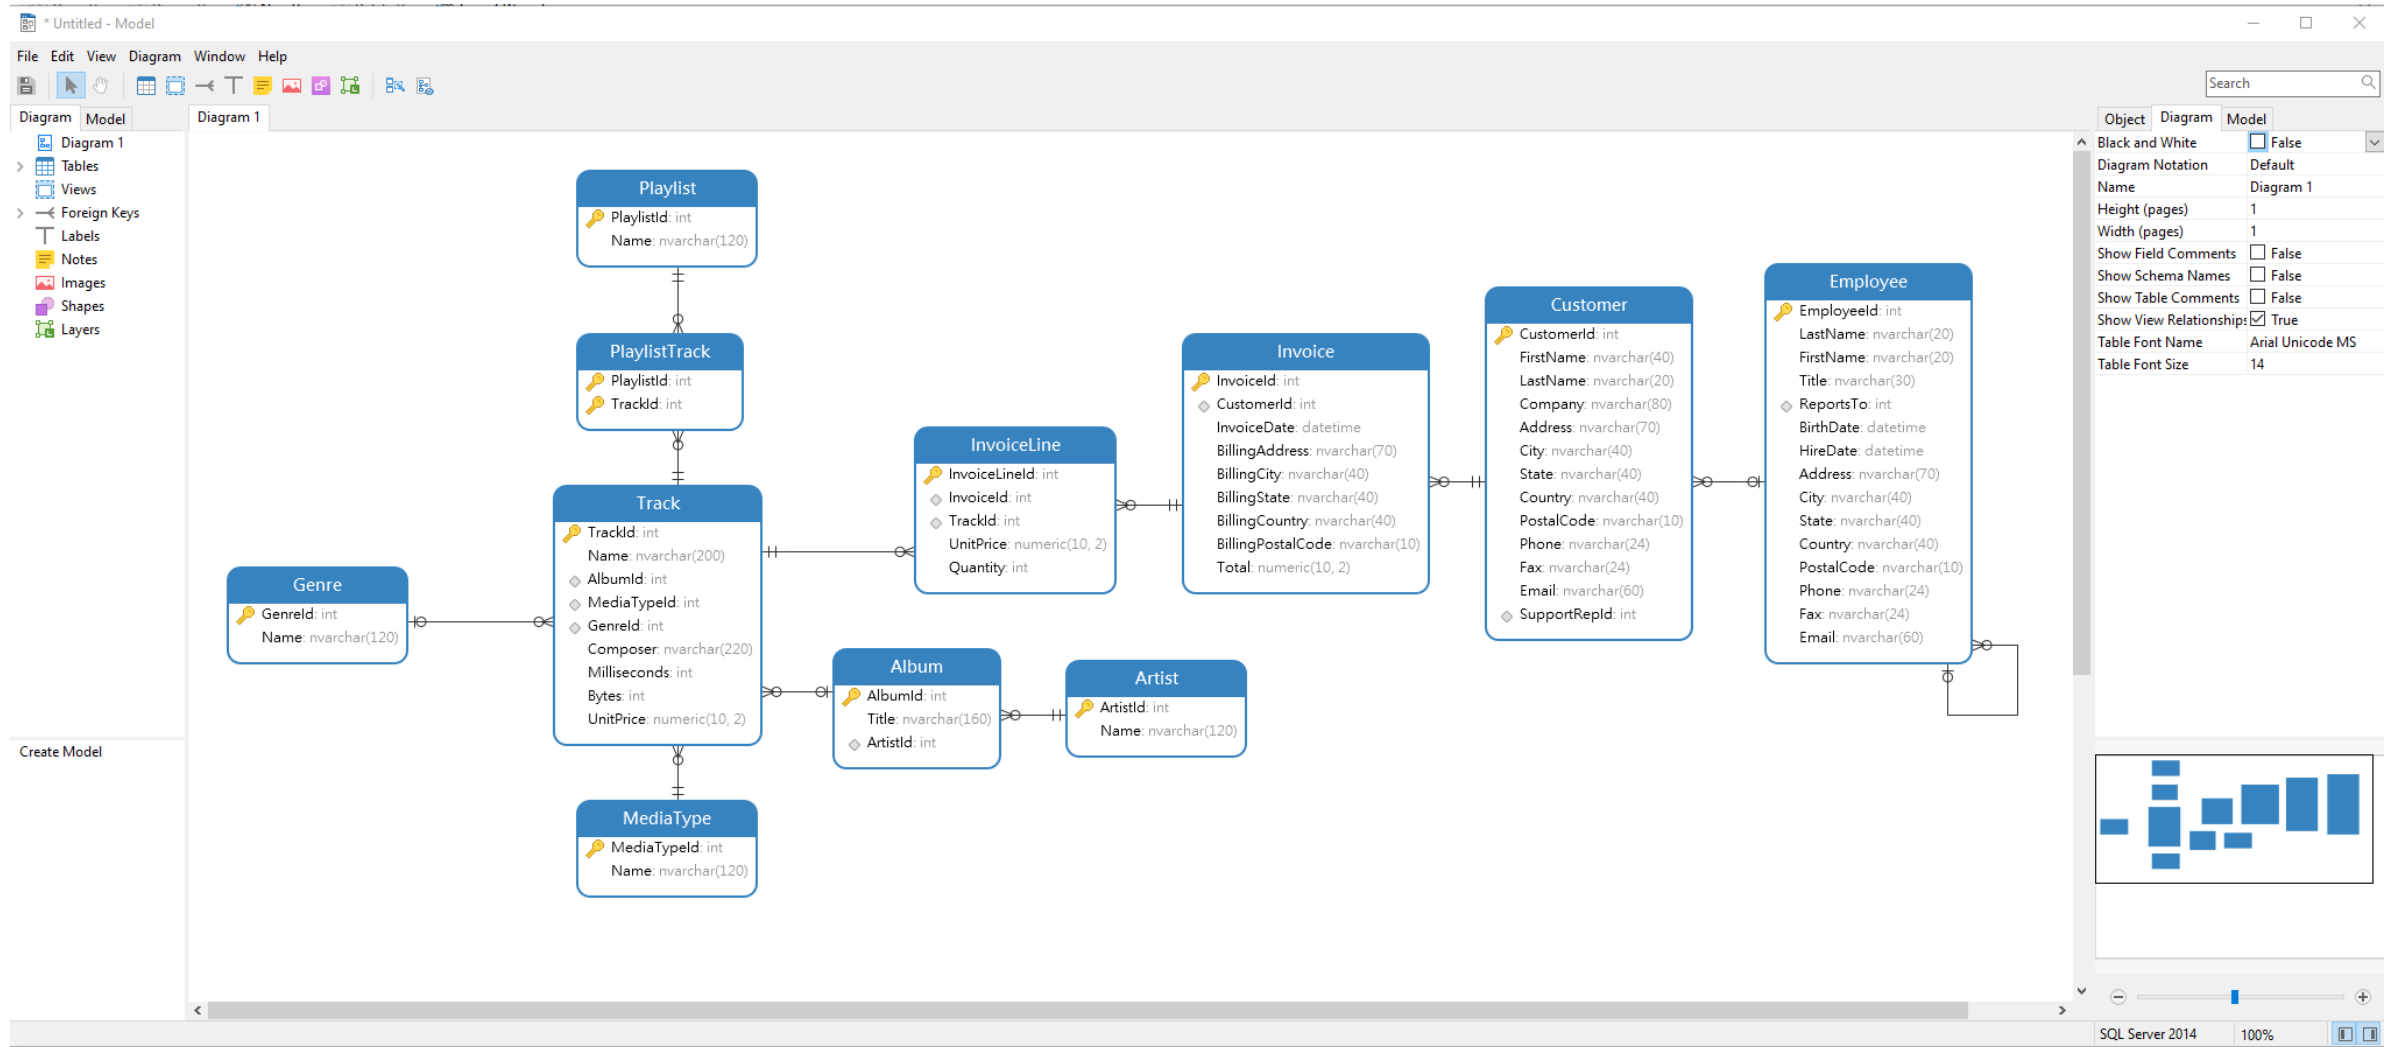 * Untitled - Model
File Edit View Diagram Window Help
Search
Diagram Model
Diagram 1
Tables
Views
Foreign Keys
Labels
Notes
Images
Shapes
Layers
Create Model
Diagram 1
Playlist
PlaylistId: int
Name: nvarchar(120)
PlaylistTrack
PlaylistId: int
TrackId: int
Track
TrackId: int
Name: nvarchar(200)
AlbumId: int
MediaTypeId: int
GenreId: int
Composer: nvarchar(220)
Milliseconds: int
Bytes: int
UnitPrice: numeric(10, 2)
Genre
GenreId: int
Name: nvarchar(120)
MediaType
MediaTypeId: int
Name: nvarchar(120)
InvoiceLine
InvoiceLineId: int
InvoiceId: int
TrackId: int
UnitPrice: numeric(10, 2)
Quantity: int
Album
AlbumId: int
Title: nvarchar(160)
ArtistId: int
Artist
ArtistId: int
Name: nvarchar(120)
Invoice
InvoiceId: int
CustomerId: int
InvoiceDate: datetime
BillingAddress: nvarchar(70)
BillingCity: nvarchar(40)
BillingState: nvarchar(40)
BillingCountry: nvarchar(40)
BillingPostalCode: nvarchar(10)
Total: numeric(10, 2)
Customer
CustomerId: int
FirstName: nvarchar(40)
LastName: nvarchar(20)
Company: nvarchar(80)
Address: nvarchar(70)
City: nvarchar(40)
State: nvarchar(40)
Country: nvarchar(40)
PostalCode: nvarchar(10)
Phone: nvarchar(24)
Fax: nvarchar(24)
Email: nvarchar(60)
SupportRepId: int
Employee
EmployeeId: int
LastName: nvarchar(20)
FirstName: nvarchar(20)
Title: nvarchar(30)
ReportsTo: int
BirthDate: datetime
HireDate: datetime
Address: nvarchar(70)
City: nvarchar(40)
State: nvarchar(40)
Country: nvarchar(40)
PostalCode: nvarchar(10)
Phone: nvarchar(24)
Fax: nvarchar(24)
Email: nvarchar(60)
Object Diagram Model
Black and White False
Diagram Notation Default
Name Diagram 1
Height (pages) 1
Width (pages) 1
Show Field Comments False
Show Schema Names False
Show Table Comments False
Show View Relationships True
Table Font Name Arial Unicode MS
Table Font Size 14
SQL Server 2014 100%